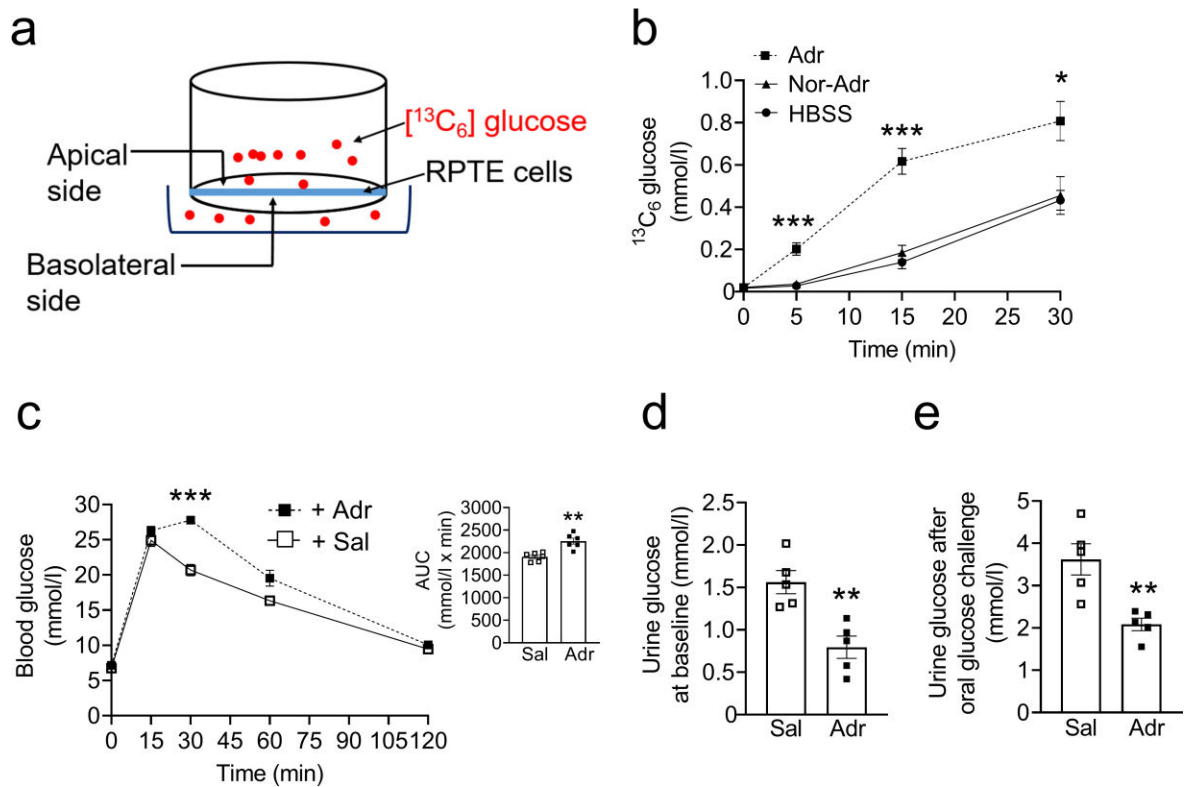 a
[¹³C₆] glucose
Apical
side
RPTE cells
Basolateral
side
b
Adr
Nor-Adr
HBSS
*
***
***
1.0
0.8
0.6
0.4
0.2
0
¹³C₆ glucose
(mmol/l)
0 5 10 15 20 25 30
Time (min)
c
***
+ Adr
+ Sal
30
25
20
15
10
5
0
Blood glucose
(mmol/l)
0 15 30 45 60 75 90 105 120
Time (min)
3000
2500
2000
1500
1000
500
0
AUC
(mmol/l x min)
**
Sal Adr
d
2.5
2.0
1.5
1.0
0.5
0
Urine glucose
at baseline (mmol/l)
**
Sal Adr
e
5
4
3
2
1
0
Urine glucose after
oral glucose challenge
(mmol/l)
**
Sal Adr